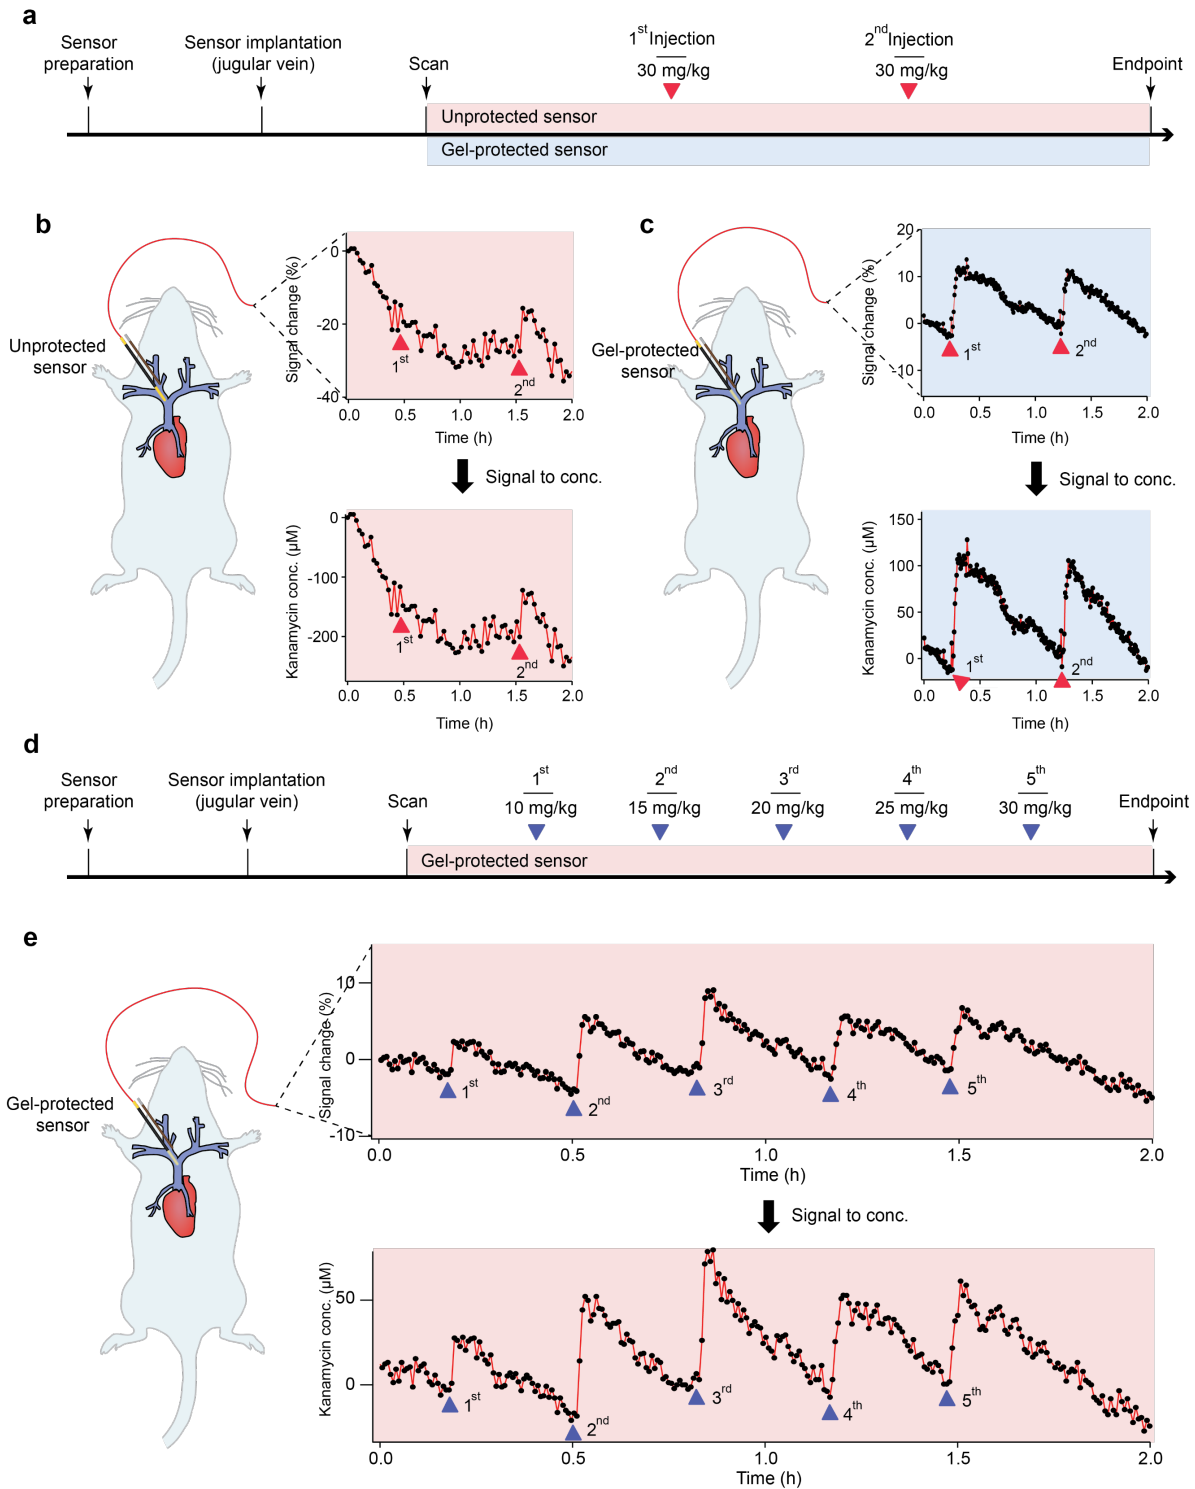 a
Sensor
preparation
Sensor implantation
(jugular vein)
Scan
1st Injection
30 mg/kg
2nd Injection
30 mg/kg
Endpoint
Unprotected sensor
Gel-protected sensor
b
Unprotected
sensor
Signal change (%)
0
-20
-40
1st
2nd
0.0
0.5
1.0
1.5
2.0
Time (h)
Signal to conc.
Kanamycin conc. (µM)
0
-100
-200
1st
2nd
0.0
0.5
1.0
1.5
2.0
Time (h)
c
Gel-protected
sensor
Signal change (%)
20
10
0
-10
1st
2nd
0.0
0.5
1.0
1.5
2.0
Time (h)
Signal to conc.
Kanamycin conc. (µM)
150
100
50
0
1st
2nd
0.0
0.5
1.0
1.5
2.0
Time (h)
d
Sensor
preparation
Sensor implantation
(jugular vein)
Scan
1st
10 mg/kg
2nd
15 mg/kg
3rd
20 mg/kg
4th
25 mg/kg
5th
30 mg/kg
Endpoint
Gel-protected sensor
e
Gel-protected
sensor
Signal change (%)
10
0
-10
1st
2nd
3rd
4th
5th
0.0
0.5
1.0
1.5
2.0
Time (h)
Signal to conc.
Kanamycin conc. (µM)
50
0
1st
2nd
3rd
4th
5th
0.0
0.5
1.0
1.5
2.0
Time (h)